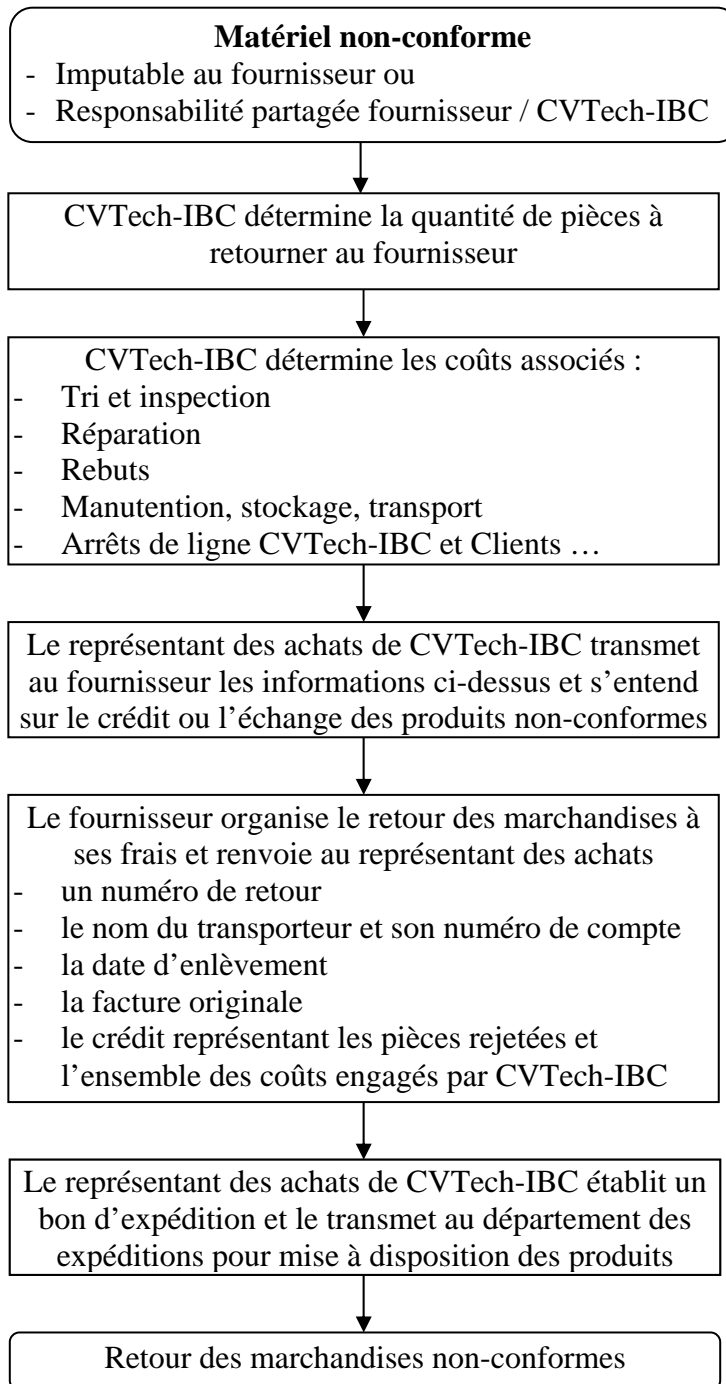 Matériel non-conforme
- Imputable au fournisseur ou
- Responsabilité partagée fournisseur / CVTech-IBC
CVTech-IBC détermine la quantité de pièces à
retourner au fournisseur
CVTech-IBC détermine les coûts associés :
- Tri et inspection
- Réparation
- Rebuts
- Manutention, stockage, transport
- Arrêts de ligne CVTech-IBC et Clients …
Le représentant des achats de CVTech-IBC transmet
au fournisseur les informations ci-dessus et s’entend
sur le crédit ou l’échange des produits non-conformes
Le fournisseur organise le retour des marchandises à
ses frais et renvoie au représentant des achats
- un numéro de retour
- le nom du transporteur et son numéro de compte
- la date d’enlèvement
- la facture originale
- le crédit représentant les pièces rejetées et
l’ensemble des coûts engagés par CVTech-IBC
Le représentant des achats de CVTech-IBC établit un
bon d’expédition et le transmet au département des
expéditions pour mise à disposition des produits
Retour des marchandises non-conformes